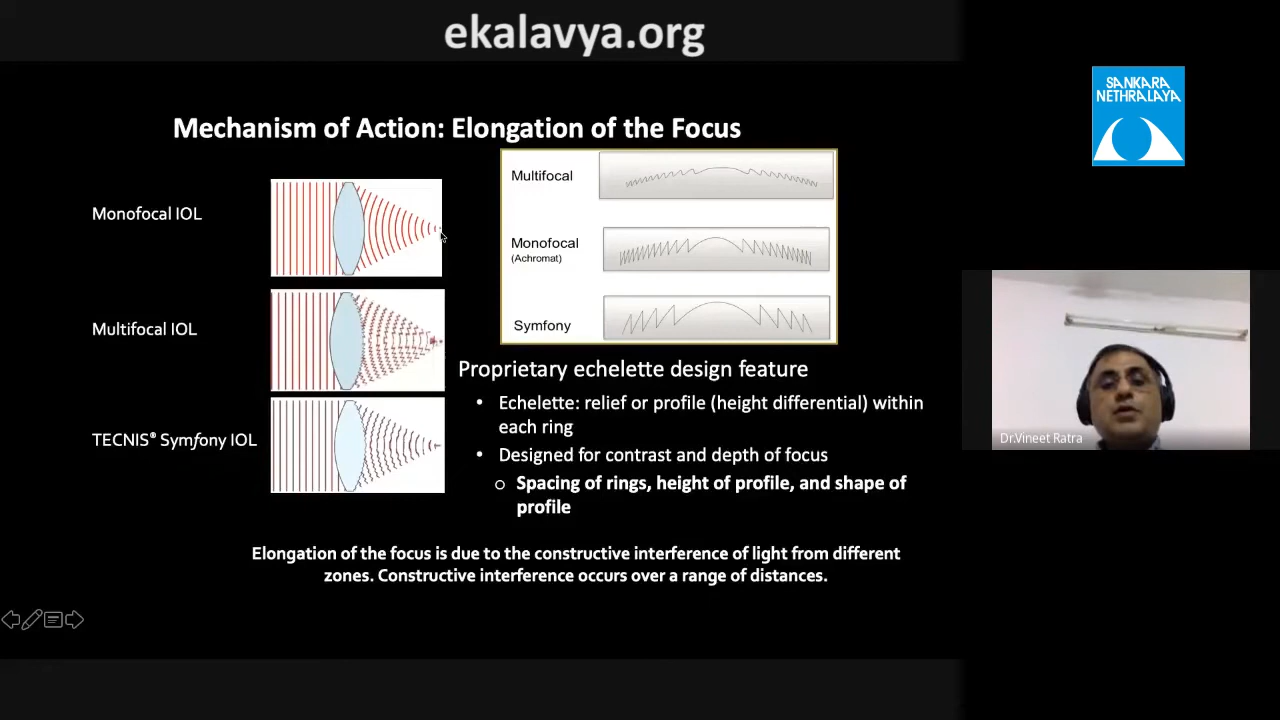 ekalavya.org
SANKARA
NETHRALAYA
Mechanism of Action: Elongation of the Focus
Monofocal IOL
Multifocal IOL
TECNIS® Symfony IOL
Multifocal
Monofocal
(Achromat)
Symfony
Proprietary echelette design feature
• Echelette: relief or profile (height differential) within
each ring
• Designed for contrast and depth of focus
o Spacing of rings, height of profile, and shape of
profile
Elongation of the focus is due to the constructive interference of light from different
zones. Constructive interference occurs over a range of distances.
Dr.Vineet Ratra